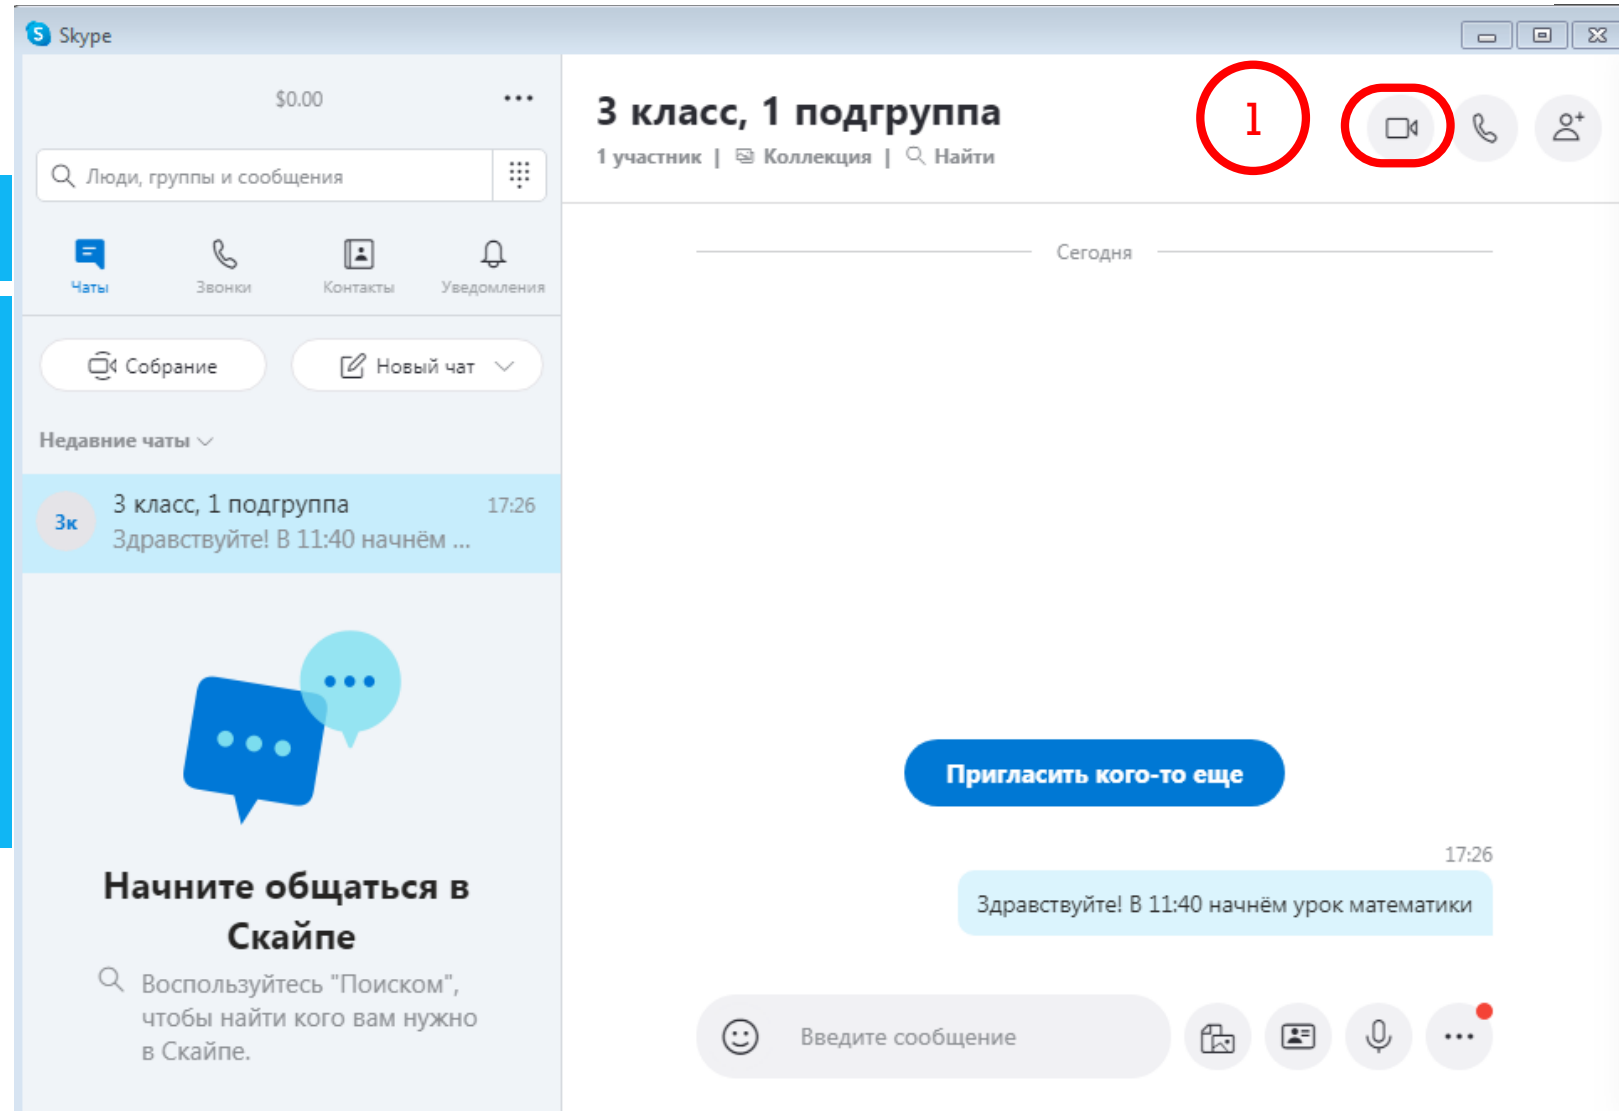 Skype
$0.00
Люди, группы и сообщения
Чаты
Звонки
Контакты
Уведомления
Собрание
Новый чат
Недавние чаты
Зк
3 класс, 1 подгруппа
17:26
Здравствуйте! В 11:40 начнём ...
Начните общаться в
Скайпе
Воспользуйтесь "Поиском",
чтобы найти кого вам нужно
в Скайпе.
3 класс, 1 подгруппа
1 участник | Коллекция | Найти
1
Сегодня
Пригласить кого-то еще
17:26
Здравствуйте! В 11:40 начнём урок математики
Введите сообщение